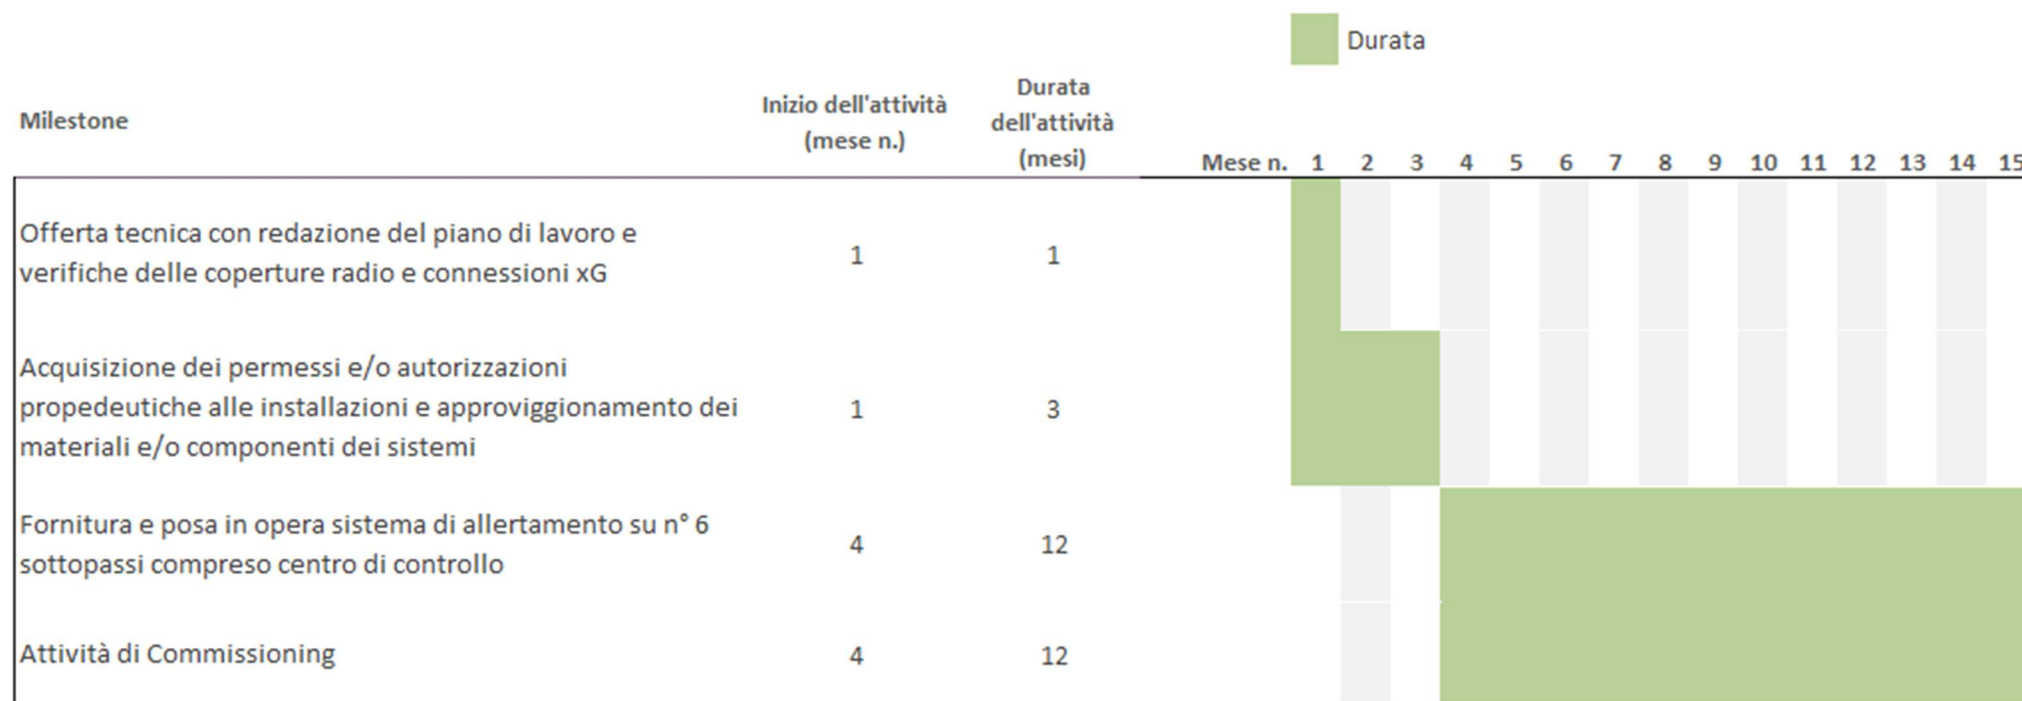 Durata
Milestone
Inizio dell'attività
(mese n.)
Durata
dell'attività
(mesi)
Mese n. 1 2 3 4 5 6 7 8 9 10 11 12 13 14 15
Offerta tecnica con redazione del piano di lavoro e
verifiche delle coperture radio e connessioni xG
1
1
Acquisizione dei permessi e/o autorizzazioni
propedeutiche alle installazioni e approviggionamento dei
materiali e/o componenti dei sistemi
1
3
Fornitura e posa in opera sistema di allertamento su n° 6
sottopassi compreso centro di controllo
4
12
Attività di Commissioning
4
12